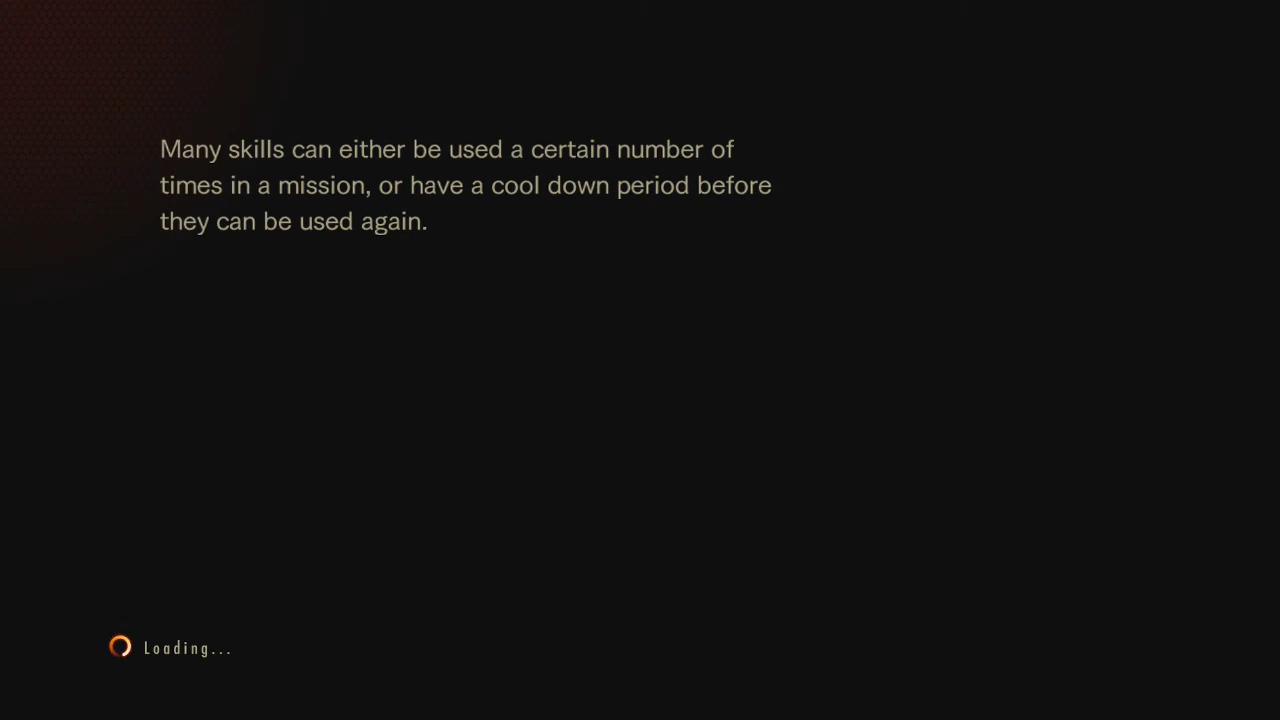 Many skills can either be used a certain number of
times in a mission, or have a cool down period before
they can be used again.
Loading...